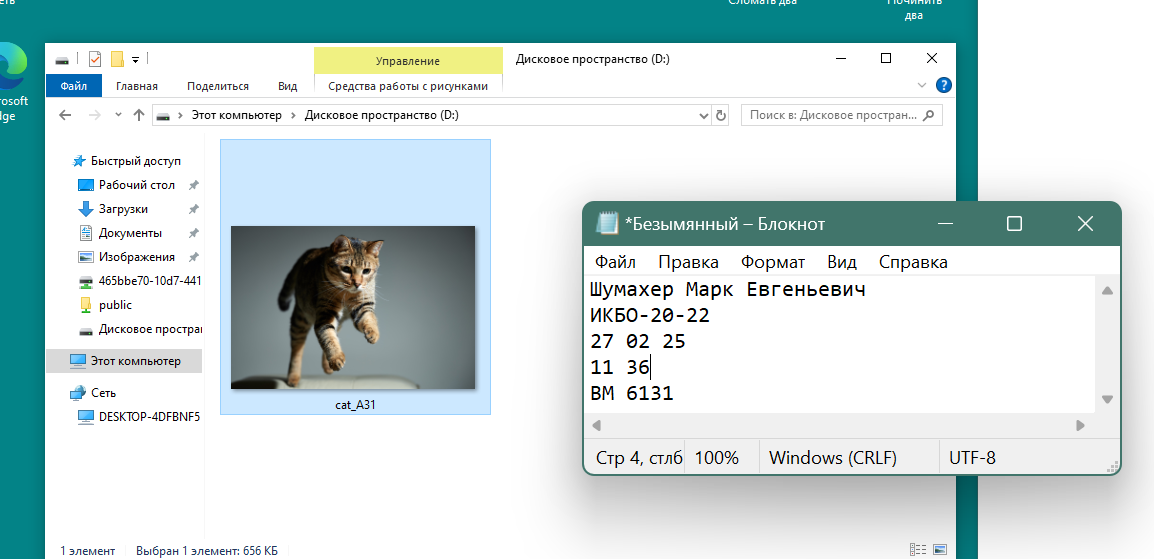 Сломать два
Починить
два
Управление
Дисковое пространство (D:)
Файл
Главная
Поделиться
Вид
Средства работы с рисунками
Этот компьютер
Дисковое пространство (D:)
Поиск в: Дисковое простран...
Быстрый доступ
Рабочий стол
Загрузки
Документы
Изображения
465bbe70-10d7-441
public
Дисковое простра
Этот компьютер
Сеть
DESKTOP-4DFBNF5
cat_A31
1 элемент
Выбран 1 элемент: 656 КБ
*Безымянный – Блокнот
Файл Правка Формат Вид Справка
Шумахер Марк Евгеньевич
ИКБО-20-22
27 02 25
11 36
ВМ 6131
Стр 4, стлб
100%
Windows (CRLF)
UTF-8